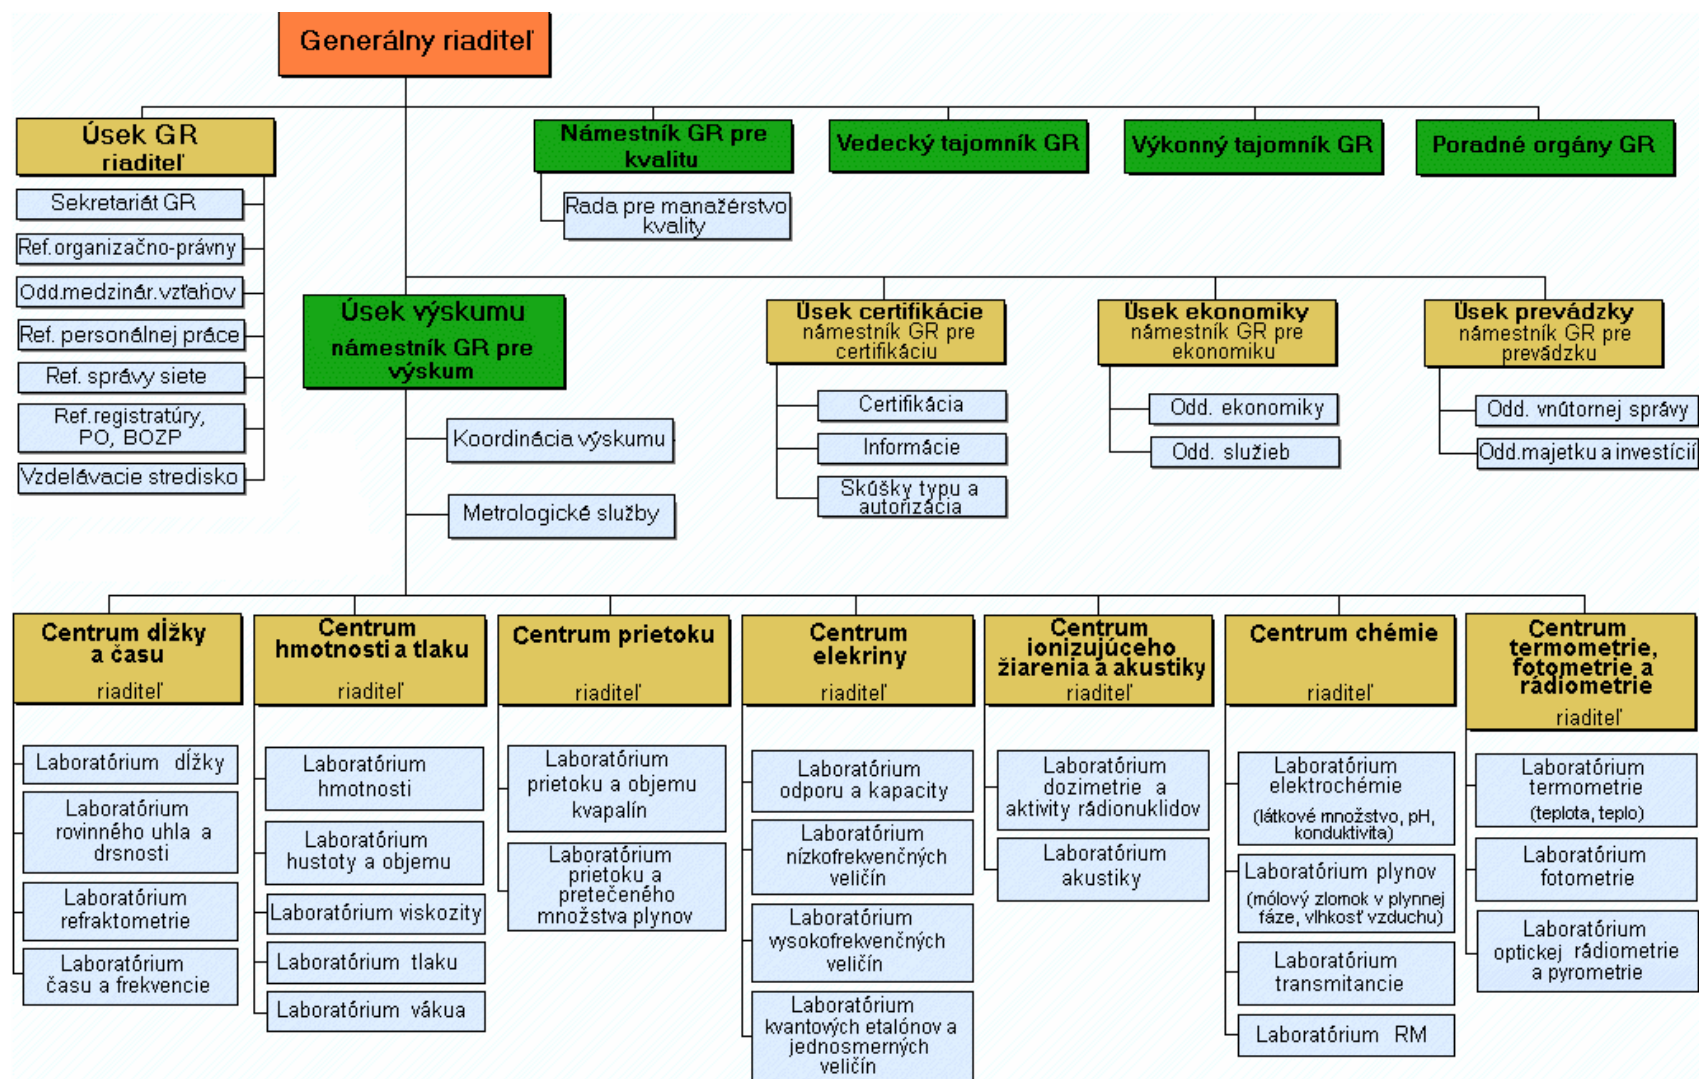 Generálny riaditeľ
Úsek GR
riaditeľ
Sekretariát GR
Ref.organizačno-právny
Odd.medzinár.vzťahov
Ref. personálnej práce
Ref. správy siete
Ref.registratúry,
PO, BOZP
Vzdelávacie stredisko
Námestník GR pre
kvalitu
Rada pre manažérstvo
kvality
Vedecký tajomník GR
Výkonný tajomník GR
Poradné orgány GR
Úsek výskumu
námestník GR pre
výskum
Koordinácia výskumu
Metrologické služby
Úsek certifikácie
námestník GR pre
certifikáciu
Certifikácia
Informácie
Skúšky typu a
autorizácia
Úsek ekonomiky
námestník GR pre
ekonomiku
Odd. ekonomiky
Odd. služieb
Úsek prevádzky
námestník GR pre
prevádzku
Odd. vnútornej správy
Odd.majetku a investícií
Centrum dĺžky
a času
riaditeľ
Laboratórium dĺžky
Laboratórium
rovinného uhla a
drsnosti
Laboratórium
refraktometrie
Laboratórium
času a frekvencie
Centrum
hmotnosti a tlaku
riaditeľ
Laboratórium
hmotnosti
Laboratórium
hustoty a objemu
Laboratórium viskozity
Laboratórium tlaku
Laboratórium vákua
Centrum prietoku
riaditeľ
Laboratórium
prietoku a objemu
kvapalín
Laboratórium
prietoku a
pretečeného
množstva plynov
Centrum
elekriny
riaditeľ
Laboratórium
odporu a kapacity
Laboratórium
nízkofrekvenčných
veličín
Laboratórium
vysokofrekvenčných
veličín
Laboratórium
kvantových etalónov a
jednosmerných
veličín
Centrum
ionizujúceho
žiarenia a akustiky
riaditeľ
Laboratórium
dozimetrie a
aktivity rádionuklidov
Laboratórium
akustiky
Centrum chémie
riaditeľ
Laboratórium
elektrochémie
(látkové množstvo, pH,
konduktivita)
Laboratórium plynov
(mólový zlomok v plynnej
fáze, vlhkosť vzduchu)
Laboratórium
transmitancie
Laboratórium RM
Centrum
termometrie,
fotometrie a
rádiometrie
riaditeľ
Laboratórium
termometrie
(teplota, teplo)
Laboratórium
fotometrie
Laboratórium
optickej rádiometrie
a pyrometrie